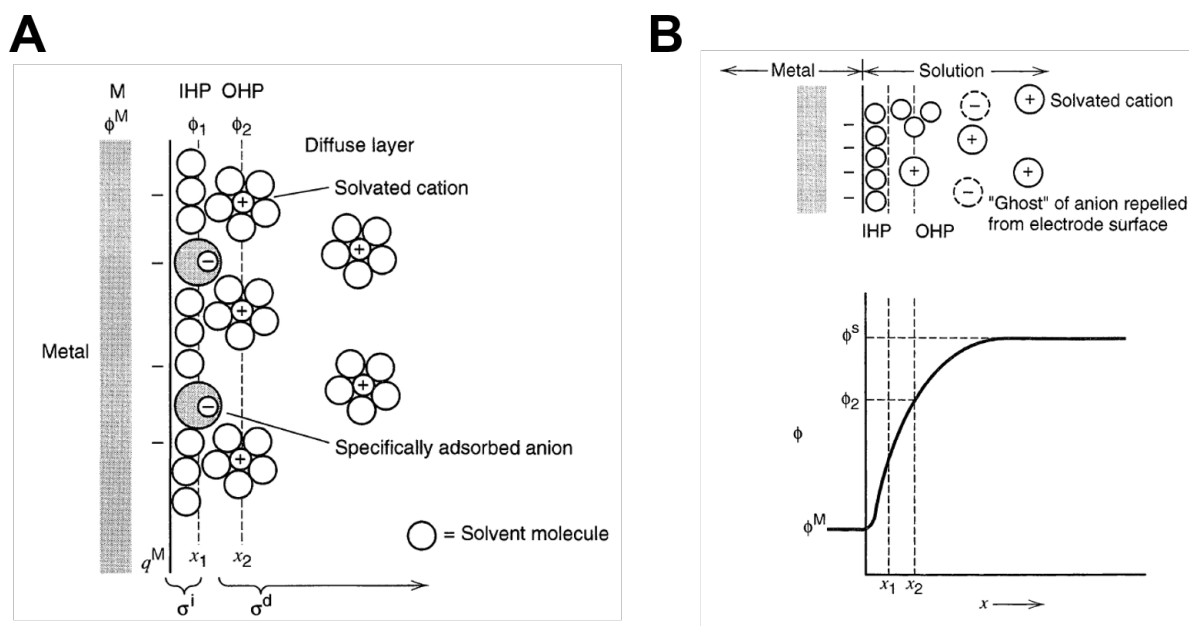 A
M IHP OHP
ϕᴹ ϕ₁ ϕ₂
Diffuse layer
Solvated cation
Metal
Specifically adsorbed anion
= Solvent molecule
qᴹ x₁ x₂
σⁱ σᵈ
B
Metal Solution
Solvated cation
"Ghost" of anion repelled
from electrode surface
IHP OHP
ϕˢ
ϕ₂
ϕ
ϕᴹ
x₁ x₂
x